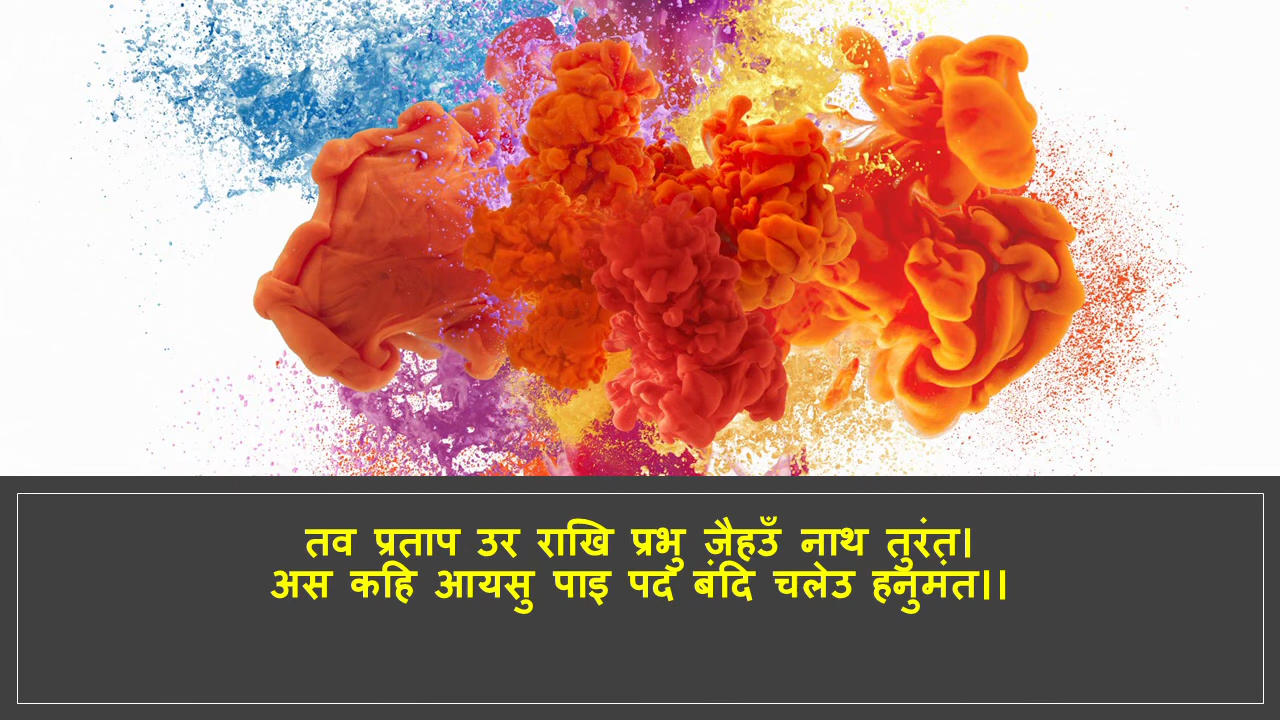 तव प्रताप उर राखि प्रभु जैहउँ नाथ तुरंत।
अस कहि आयसु पाइ पद बंदि चलेउ हनुमंत।।